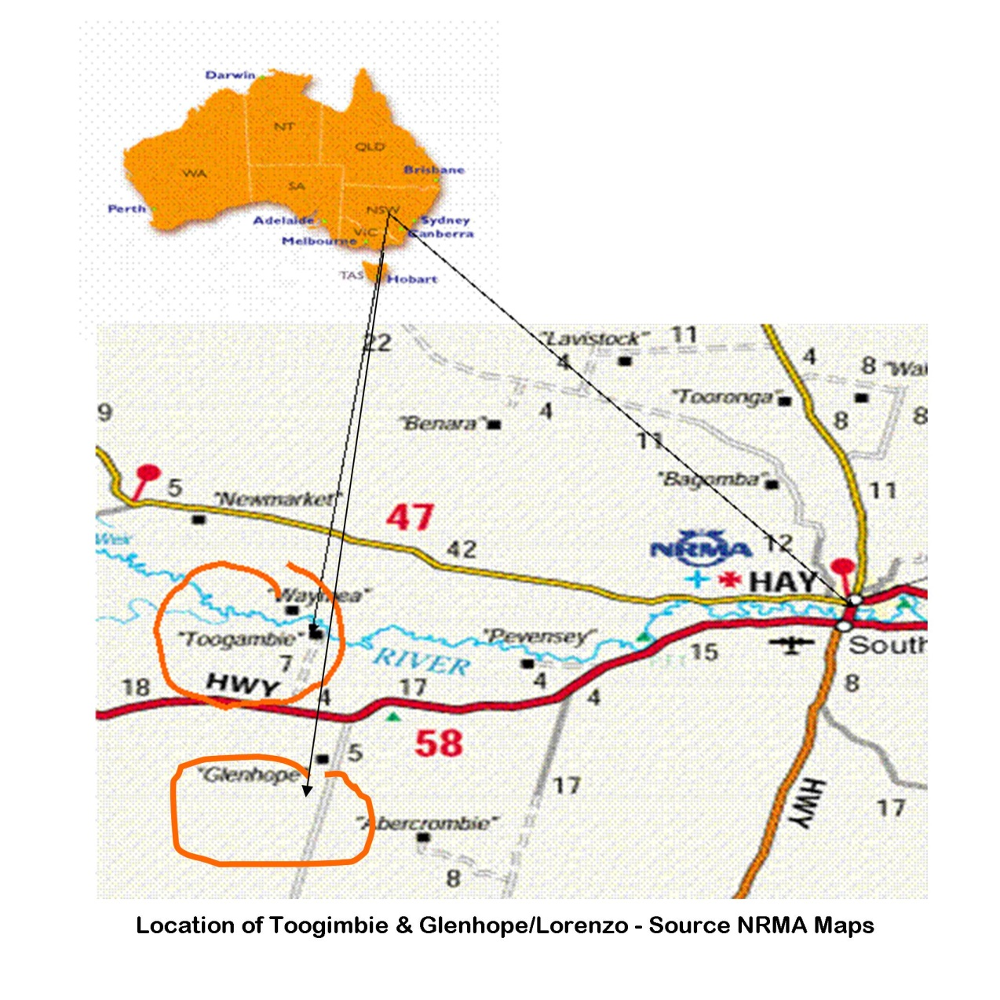 Darwin
NT
QLD
WA
Brisbane
SA
Perth
NSW
Adelaide
Sydney
VIC
Canberra
Melbourne
TAS
Hobart
22
"Lavistock"
11
4
4
8
"Wai
"Tooronga"
9
4
"Benara"
8
8
11
"Bagomba"
5
"Newmarket"
11
47
42
NRMA
12
HAY
"Waymea"
"Toogambie"
"Pevensey"
South
7
RIVER
15
18
HWY
4
17
4
4
8
58
5
"Glenhope"
17
HWY
17
"Abercrombie"
8
Location of Toogimbie & Glenhope/Lorenzo - Source NRMA Maps